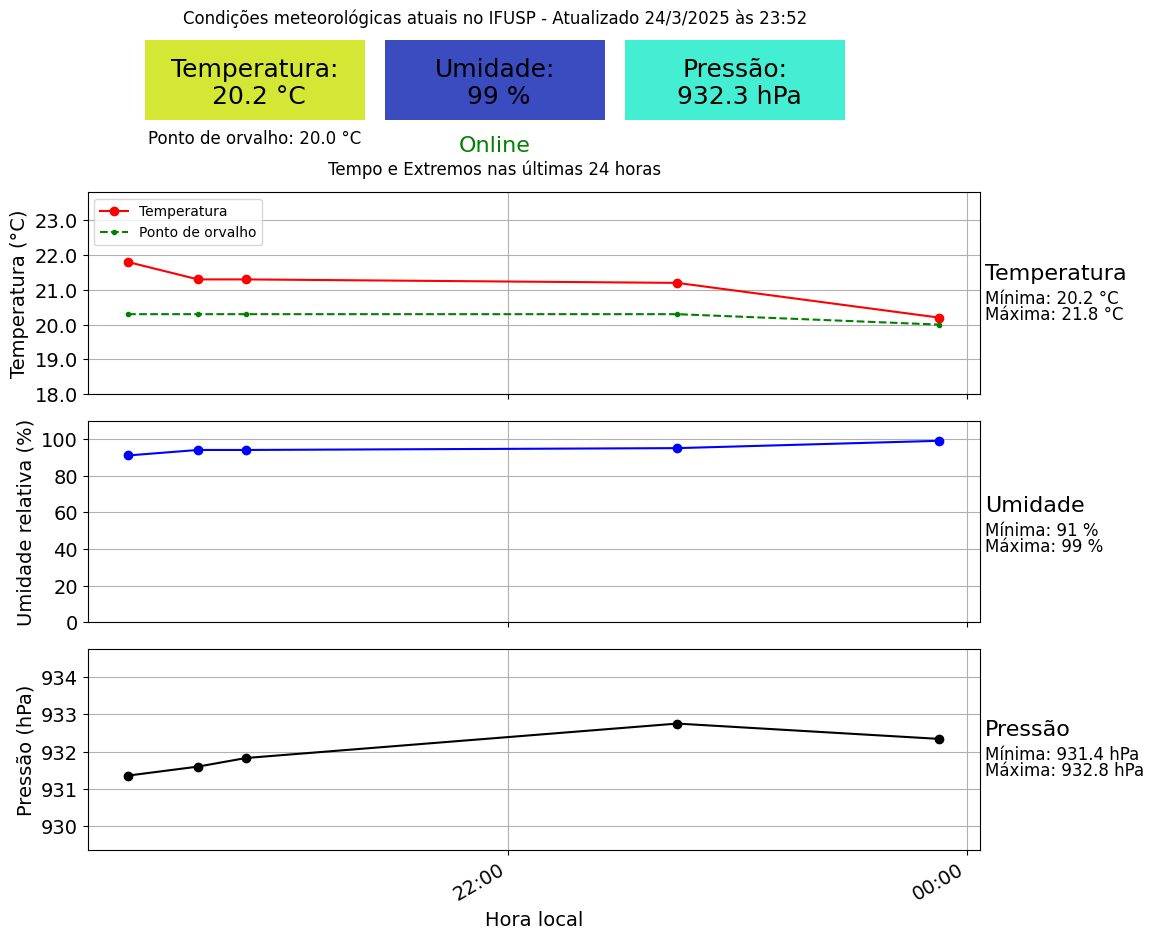 Condições meteorológicas atuais no IFUSP - Atualizado 24/3/2025 às 23:52
Temperatura:
20.2 °C
Umidade:
99 %
Pressão:
932.3 hPa
Ponto de orvalho: 20.0 °C
Online
Tempo e Extremos nas últimas 24 horas
Temperatura (°C)
23.0
22.0
21.0
20.0
19.0
18.0
Temperatura
Ponto de orvalho
Temperatura
Mínima: 20.2 °C
Máxima: 21.8 °C
Umidade relativa (%)
100
80
60
40
20
0
Umidade
Mínima: 91 %
Máxima: 99 %
Pressão (hPa)
934
933
932
931
930
Pressão
Mínima: 931.4 hPa
Máxima: 932.8 hPa
22:00
00:00
Hora local